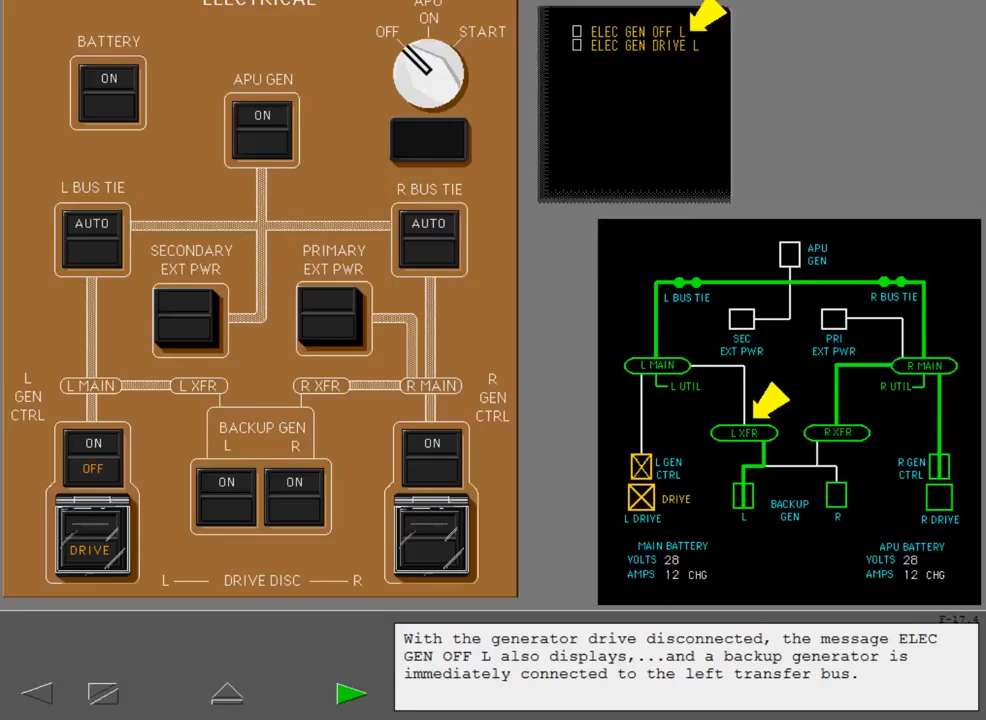 ELECTRICAL
APU
ON
OFF
START
BATTERY
ON
APU GEN
ON
L BUS TIE
AUTO
R BUS TIE
AUTO
SECONDARY
EXT PWR
PRIMARY
EXT PWR
L
GEN
CTRL
L MAIN
L XFR
R XFR
R MAIN
R
GEN
CTRL
BACKUP GEN
L
R
ON
OFF
ON
ON
ON
DRIVE
L
DRIVE DISC
R
ELEC GEN OFF L
ELEC GEN DRIVE L
APU
GEN
L BUS TIE
R BUS TIE
SEC
EXT PWR
PRI
EXT PWR
L MAIN
R MAIN
L UTIL
R UTIL
L XFR
R XFR
L GEN
CTRL
R GEN
CTRL
DRIVE
L DRIVE
L
BACKUP
GEN
R
R DRIVE
MAIN BATTERY
VOLTS 28
AMPS 12 CHG
APU BATTERY
VOLTS 28
AMPS 12 CHG
F-17.4
With the generator drive disconnected, the message ELEC
GEN OFF L also displays,...and a backup generator is
immediately connected to the left transfer bus.